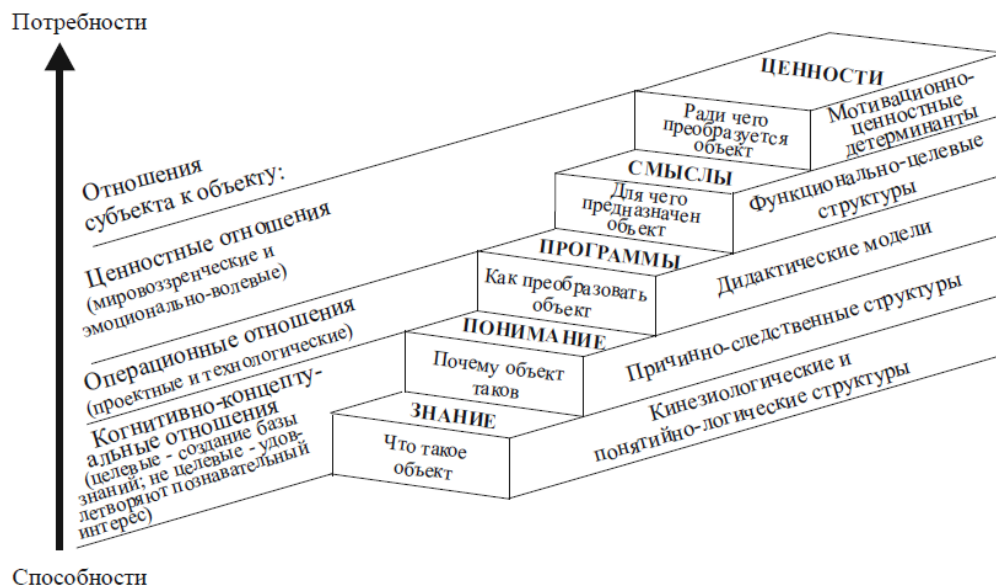 Потребности
Отношения
субъекта к объекту:
Ценностные отношения
(мировоззренческие и
эмоционально-волевые)
Операционные отношения
(проектные и технологические)
Когнитивно-концепту-
альные отношения
(целевые - создание базы
знаний; не целевые - удов-
летворяют познавательный
интерес)
Способности
ЦЕННОСТИ
Ради чего
преобразуется
объект
СМЫСЛЫ
Для чего
предназначен
объект
ПРОГРАММЫ
Как преобразовать
объект
ПОНИМАНИЕ
Почему объект
таков
ЗНАНИЕ
Что такое
объект
Мотивационно-
ценностные
детерминанты
Функционально-целевые
структуры
Дидактические модели
Причинно-следственные структуры
Кинезиологические и
понятийно-логические структуры